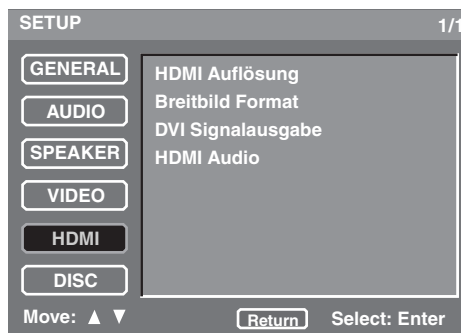 SETUP 1/1
GENERAL
AUDIO
SPEAKER
VIDEO
HDMI
DISC
HDMI Auflösung
Breitbild Format
DVI Signalausgabe
HDMI Audio
Move: ▲ ▼ Return Select: Enter